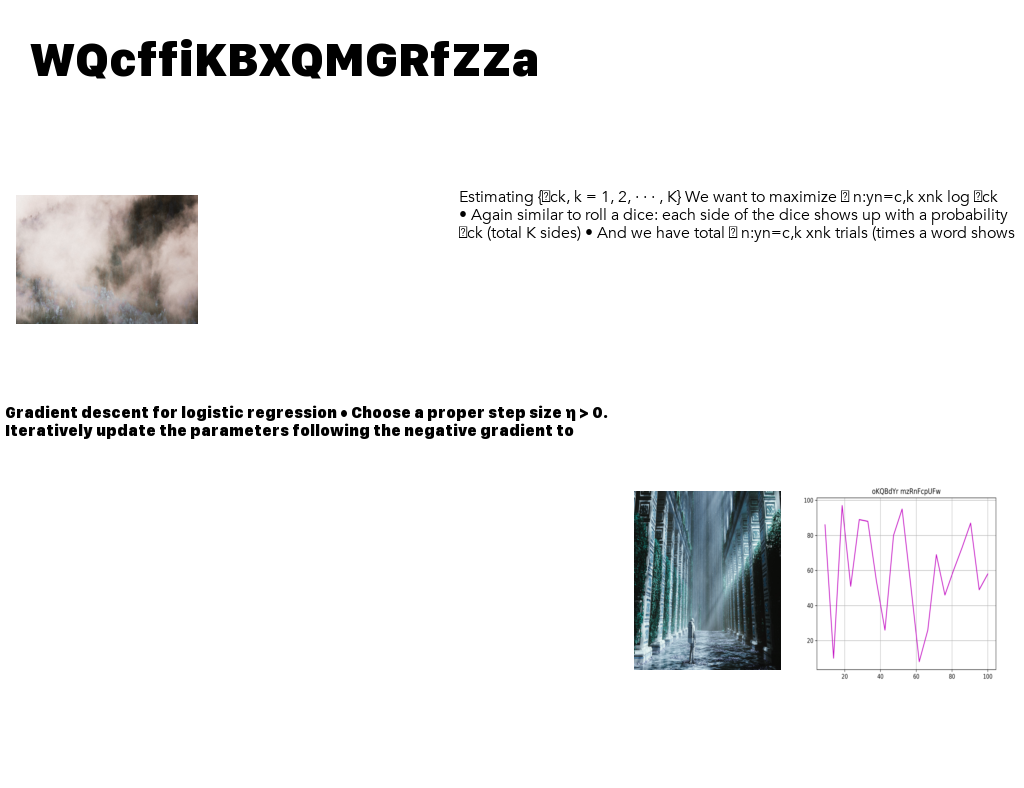 WQcffiKBXQMGRfZZa
Estimating {ck, k = 1, 2, · · · , K} We want to maximize n:yn=c,k xnk log ck
• Again similar to roll a dice: each side of the dice shows up with a probability
ck (total K sides) • And we have total n:yn=c,k xnk trials (times a word shows
Gradient descent for logistic regression • Choose a proper step size η > 0.
Iteratively update the parameters following the negative gradient to
oKQBdYr mzRnFcpUFw
100
80
60
40
20
20 40 60 80 100